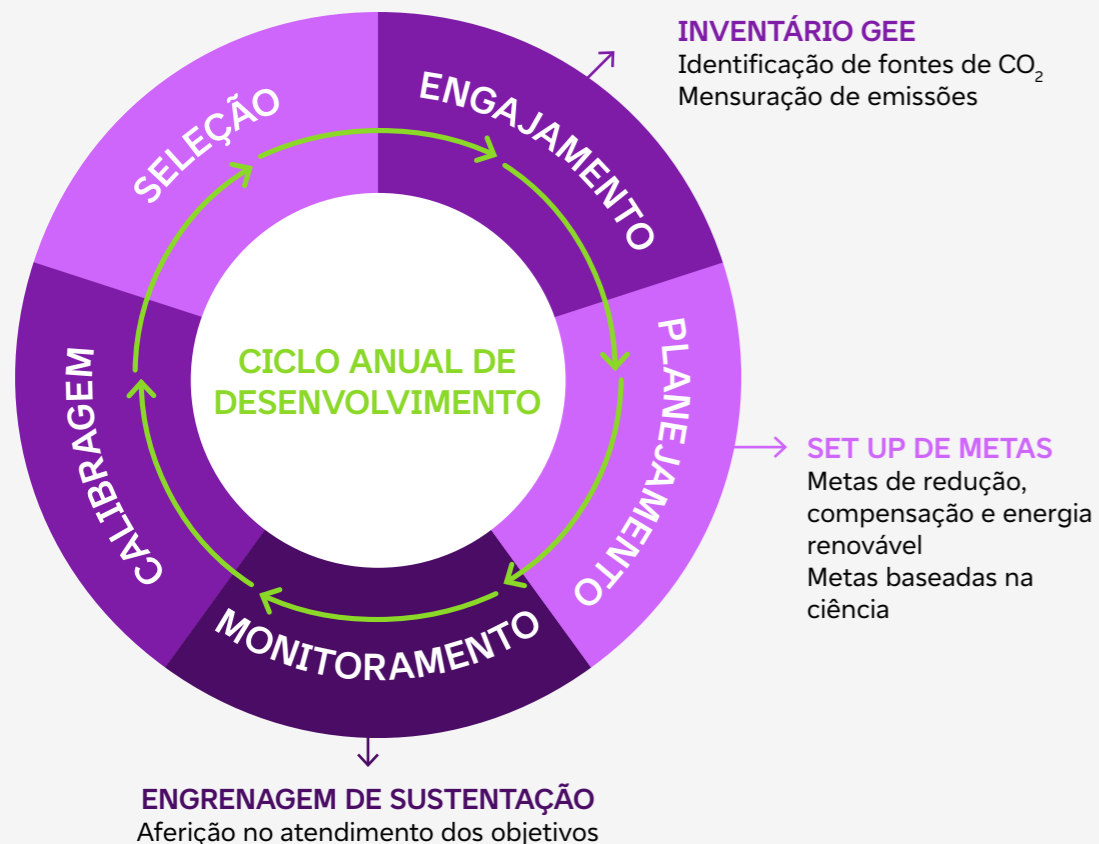 INVENTÁRIO GEE
Identificação de fontes de CO₂
Mensuração de emissões
SELEÇÃO
ENGAJAMENTO
PLANEJAMENTO
CICLO ANUAL DE
DESENVOLVIMENTO
CALIBRAGEM
MONITORAMENTO
SET UP DE METAS
Metas de redução,
compensação e energia
renovável
Metas baseadas na
ciência
ENGRENAGEM DE SUSTENTAÇÃO
Aferição no atendimento dos objetivos